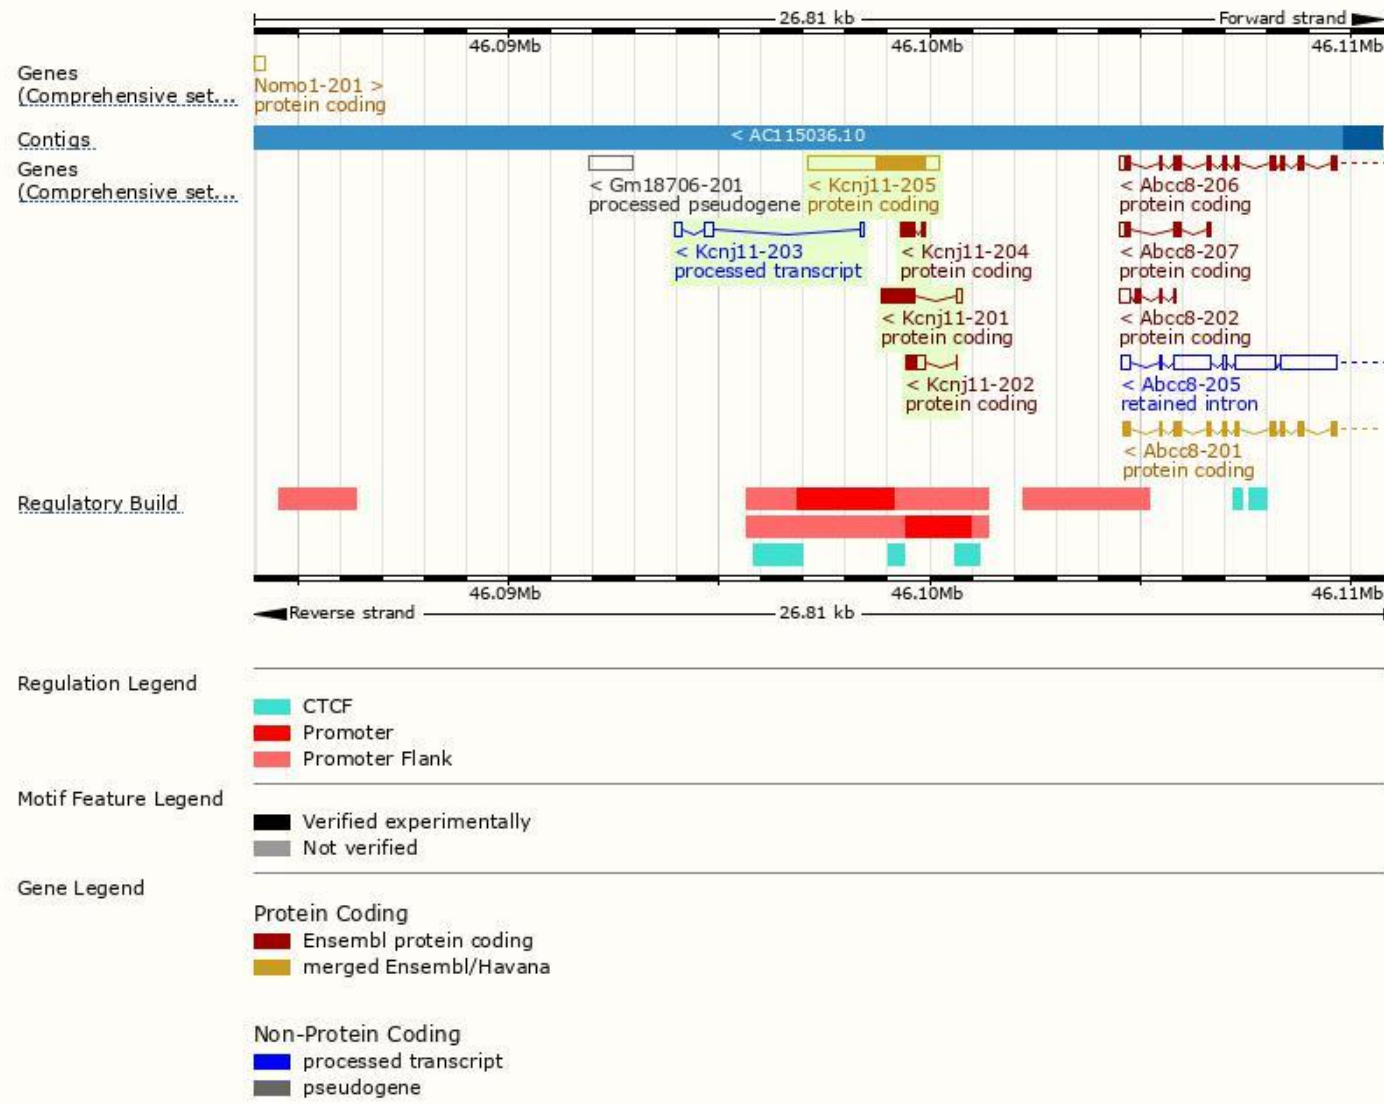 26.81 kb
Forward strand
46.09Mb
46.10Mb
46.11Mb
Genes
(Comprehensive set...
Nomo1-201 >
protein coding
Contigs
< AC115036.10
Genes
(Comprehensive set...
< Gm18706-201
processed pseudogene
< Kcnj11-205
protein coding
< Abcc8-206
protein coding
< Kcnj11-203
processed transcript
< Kcnj11-204
protein coding
< Abcc8-207
protein coding
< Kcnj11-201
protein coding
< Abcc8-202
protein coding
< Kcnj11-202
protein coding
< Abcc8-205
retained intron
< Abcc8-201
protein coding
Regulatory Build
46.09Mb
46.10Mb
46.11Mb
Reverse strand
26.81 kb
Regulation Legend
CTCF
Promoter
Promoter Flank
Motif Feature Legend
Verified experimentally
Not verified
Gene Legend
Protein Coding
Ensembl protein coding
merged Ensembl/Havana
Non-Protein Coding
processed transcript
pseudogene